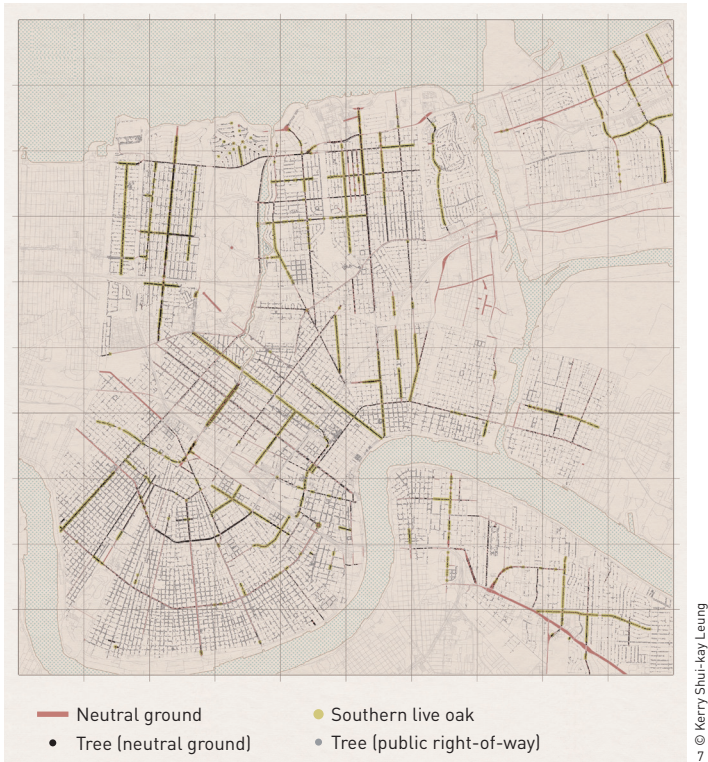 Neutral ground
Southern live oak
Tree (neutral ground)
Tree (public right-of-way)
© Kerry Shui-kay Leung
7